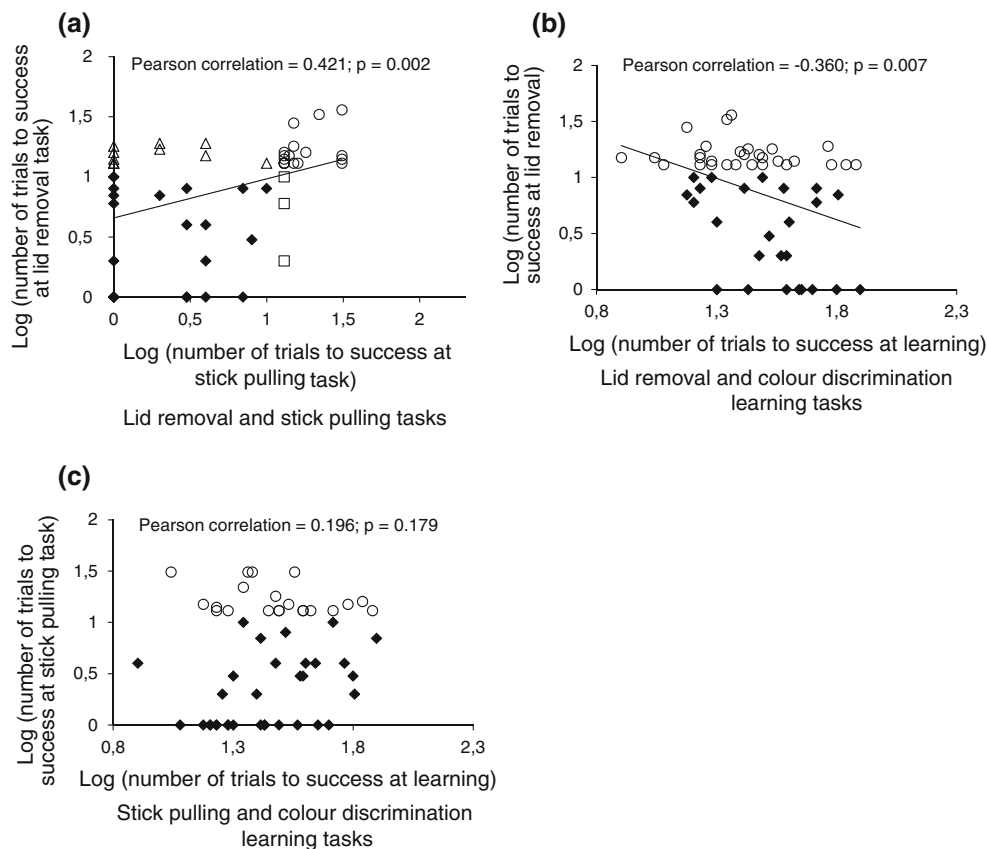 (a)
Pearson correlation = 0.421; p = 0.002
Log (number of trials to success
at lid removal task)
2
1,5
1
0,5
0
0
0,5
1
1,5
2
Log (number of trials to success at
stick pulling task)
Lid removal and stick pulling tasks
(b)
Pearson correlation = -0.360; p = 0.007
Log (number of trials to
success at lid removal)
2
1,5
1
0,5
0
0,8
1,3
1,8
2,3
Log (number of trials to success at learning)
Lid removal and colour discrimination
learning tasks
(c)
Pearson correlation = 0.196; p = 0.179
Log (number of trials to
success at stick pulling task)
2
1,5
1
0,5
0
0,8
1,3
1,8
2,3
Log (number of trials to success at learning)
Stick pulling and colour discrimination
learning tasks